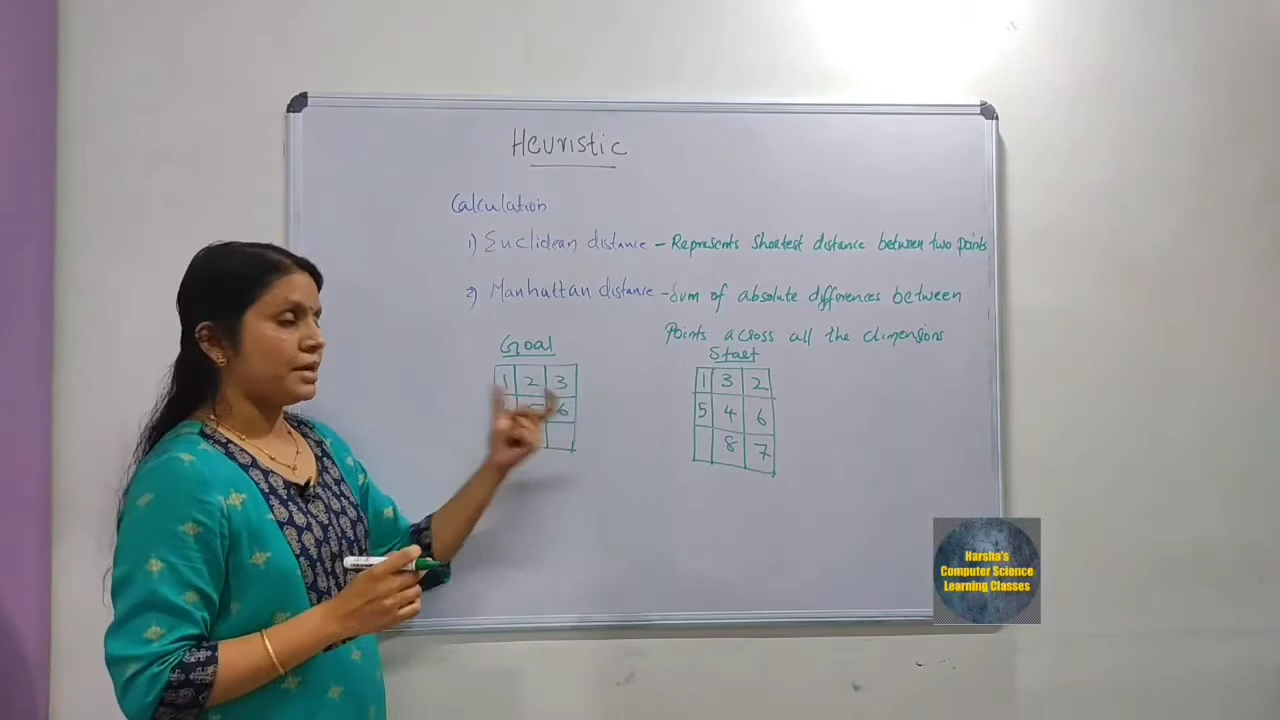 Heuristic
Calculation
1) Euclidean distance – Represents shortest distance between two points
2) Manhattan distance – Sum of absolute differences between
Points across all the dimensions
Goal
1 2 3
6
Start
1 3 2
5 4 6
8 7
Harsha's
Computer Science
Learning Classes